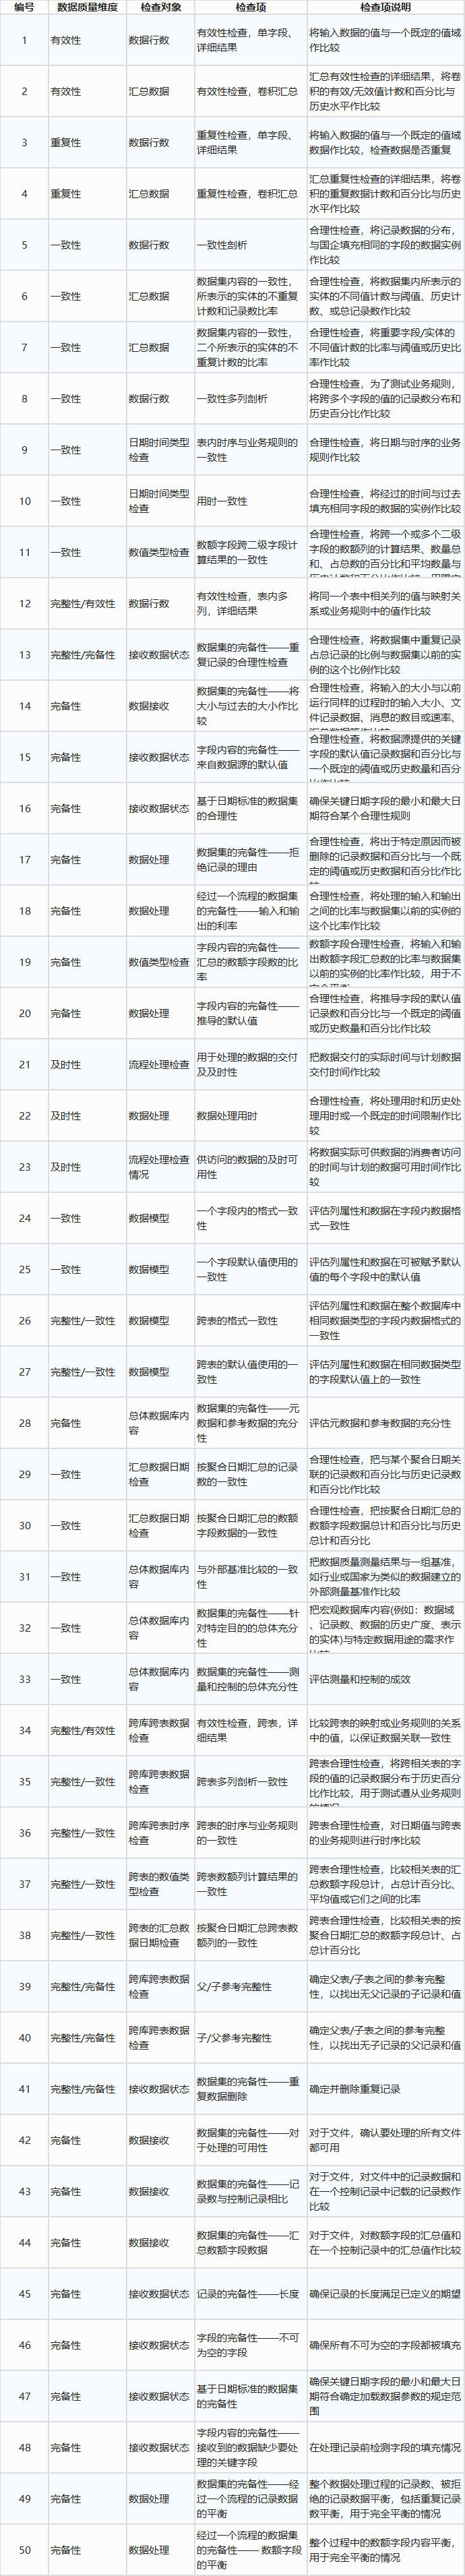 编号 数据质量维度 检查对象 检查项 检查项说明
1 有效性 数据行数 有效性检查，单字段、详细结果 将输入数据的值与一个既定的值域作比较
2 有效性 汇总数据 有效性检查，卷积汇总 汇总有效性检查的详细结果，将卷积的有效/无效值计数和百分比与历史水平作比较
3 重复性 数据行数 重复性检查，单字段、详细结果 将输入数据的值与一个既定的值域数据作比较，检查数据是否重复
4 重复性 汇总数据 重复性检查，卷积汇总 汇总重复性检查的详细结果，将卷积的重复数据计数和百分比与历史水平作比较
5 一致性 数据行数 一致性剖析 合理性检查，将记录数据的分布，与国企填充相同的字段的数据实例作比较
6 一致性 汇总数据 数据集内容的一致性，所表示的实体的不重复计数和记录数比率 合理性检查，将数据集内所表示的实体的不同值计数与阈值、历史计数、或总记录数作比较
7 一致性 汇总数据 数据集内容的一致性，二个所表示的实体的不重复计数的比率 合理性检查，将重要字段/实体的不同值计数的比率与阈值或历史比率作比较
8 一致性 数据行数 一致性多列剖析 合理性检查，为了测试业务规则，将跨多个字段的值的记录数分布和历史百分比作比较
9 一致性 日期时间类型检查 表内时序与业务规则的一致性 合理性检查，将日期与时序的业务规则作比较
10 一致性 日期时间类型检查 用时一致性 合理性检查，将经过的时间与过去填充相同字段的数据的实例作比较
11 一致性 数值类型检查 数额字段跨二级字段计算结果的一致性 合理性检查，将跨一个或多个二级字段的数额列的计算结果、数量总和、占总数的百分比和平均数量与
12 完整性/有效性 数据行数 有效性检查，表内多列，详细结果 合理性检查，将同一个表中相关列的值与映射关系或业务规则中的值作比较
13 完整性/完备性 接收数据状态 数据集的完备性——重复记录的合理性检查 合理性检查，将数据集中重复记录占总记录的比例与数据集以前的实例的这个比例作比较
14 完备性 数据接收 数据集的完备性——将大小与过去的大小作比较 合理性检查，将输入的大小与以前运行同样的过程时的输入大小、文件记录数据、消息的数目或速率、
15 完备性 接收数据状态 字段内容的完备性——来自数据源的默认值 合理性检查，将数据源提供的关键字段的默认值记录数据和百分比与一个既定的阈值或历史数量和百分
16 完备性 接收数据状态 基于日期标准的数据集的合理性 确保关键日期字段的最小和最大日期符合某个合理性规则
17 完备性 数据处理 数据集的完备性——拒绝记录的理由 合理性检查，将出于特定原因而被删除的记录数据和百分比与一个既定的阈值或历史数据和百分比作
18 完备性 数据处理 经过一个流程的数据集的完备性——输入和输出的利率 合理性检查，将处理的输入和输出之间的比率与数据集以前的实例的这个比率作比较
19 完备性 数值类型检查 字段内容的完备性——汇总的数额字段数的比率 数额字段合理性检查，将输入和输出数额字段汇总数的比率与数据集以前的实例的比率作比较，用于不
20 完备性 数据处理 字段内容的完备性——推导的默认值 合理性检查，将推导字段的默认值记录数和百分比与一个既定的阈值或历史数量和百分比作比较
21 及时性 流程处理检查 用于处理的数据的交付及及时性 把数据交付的实际时间与计划数据交付时间作比较
22 及时性 数据处理 数据处理用时 合理性检查，将处理用时和历史处理用时或一个既定的时间限制作比较
23 及时性 流程处理检查情况 供访问的数据的及时可用性 将数据实际可供数据的消费者访问的时间与计划的数据可用时间作比较
24 一致性 数据模型 一个字段内的格式一致性 评估列属性和数据在字段内数据格式一致性
25 一致性 数据模型 一个字段默认值使用的一致性 评估列属性和数据在可被赋予默认值的每个字段中的默认值
26 完整性/一致性 数据模型 跨表的格式一致性 评估列属性和数据在整个数据库中相同数据类型的字段内数据格式的一致性
27 完整性/一致性 数据模型 跨表的默认值使用的一致性 评估列属性和数据在相同数据类型的字段默认值上的一致性
28 完备性 总体数据库内容 数据集的完备性——元数据和参考数据的充分性 评估元数据和参考数据的充分性
29 一致性 汇总数据日期检查 按聚合日期汇总的记录数的一致性 合理性检查，把与某个聚合日期关联的记录数和百分比与历史记录数和百分比作比较
30 一致性 汇总数据日期检查 按聚合日期汇总的数额字段数据的一致性 合理性检查，把按聚合日期汇总的数额字段数据总计和百分比与历史总计和百分比
31 一致性 总体数据库内容 与外部基准比较的一致性 把数据质量测量结果与一组基准，如行业或国家为类似的数据建立的外部测量基准作比较
32 一致性 总体数据库内容 数据集的完备性——针对特定目的的总体充分性 把宏观数据库内容(例如：数据域、记录数、数据的历史广度、表示的实体)与特定数据用途的需求作
33 一致性 总体数据库内容 数据集的完备性——测量和控制的总体充分性 评估测量和控制的成效
34 完整性/有效性 跨库跨表数据检查 有效性检查，跨表，详细结果 比较跨表的映射或业务规则的关系中的值，以保证数据关联一致性
35 完整性/一致性 跨库跨表数据检查 跨表多列剖析一致性 跨表合理性检查，将跨相关表的字段的值的记录数据分布于历史百分比作比较，用于测试遵从业务规则
36 完整性/一致性 跨库跨表时序检查 跨表的时序与业务规则的一致性 跨表合理性检查，对日期值与跨表的业务规则进行时序比较
37 完整性/一致性 跨表的数值类型检查 跨表数额列计算结果的一致性 跨表合理性检查，比较相关表的汇总数额字段总计，占总计百分比、平均值或它们之间的比率
38 完整性/一致性 跨表的汇总数据日期检查 按聚合日期汇总跨表数额列的一致性 跨表合理性检查，比较相关表的按聚合日期汇总的数额字段总计、占总计百分比
39 完整性/完备性 跨库跨表数据检查 父/子参考完整性 确定父表/子表之间的参考完整性，以找出无父记录的子记录和值
40 完整性/完备性 跨库跨表数据检查 子/父参考完整性 确定父表/子表之间的参考完整性，以找出无子记录的父记录和值
41 完整性/完备性 接收数据状态 数据集的完备性——重复数据删除 确定并删除重复记录
42 完备性 数据接收 数据集的完备性——对于处理的可用性 对于文件，确认要处理的所有文件都可用
43 完备性 数据接收 数据集的完备性——记录数与控制记录相比 对于文件，对文件中的记录数据和在一个控制记录中记载的记录数作比较
44 完备性 数据接收 数据集的完备性——汇总数额字段数据 对于文件，对数额字段的汇总值和在一个控制记录中的汇总值作比较
45 完备性 接收数据状态 记录的完备性——长度 确保记录的长度满足已定义的期望
46 完备性 接收数据状态 字段的完备性——不可为空的字段 确保所有不可为空的字段都被填充
47 完备性 接收数据状态 基于日期标准的数据集的完备性 确保关键日期字段的最小和最大日期符合确定加载数据参数的规定范围
48 完备性 接收数据状态 字段内容的完备性——接收到的数据缺少要处理的关键字段 在处理记录前检测字段的填充情况
49 完备性 数据处理 数据集的完备性——经过一个流程的记录数据的平衡 整个数据处理过程的记录数、被拒绝的记录数据平衡，包括重复记录数平衡，用于完全平衡的情况
50 完备性 数据处理 经过一个流程的数据集的完备性—— 数额字段的平衡 整个过程中的数额字段内容平衡，用于完全平衡的情况